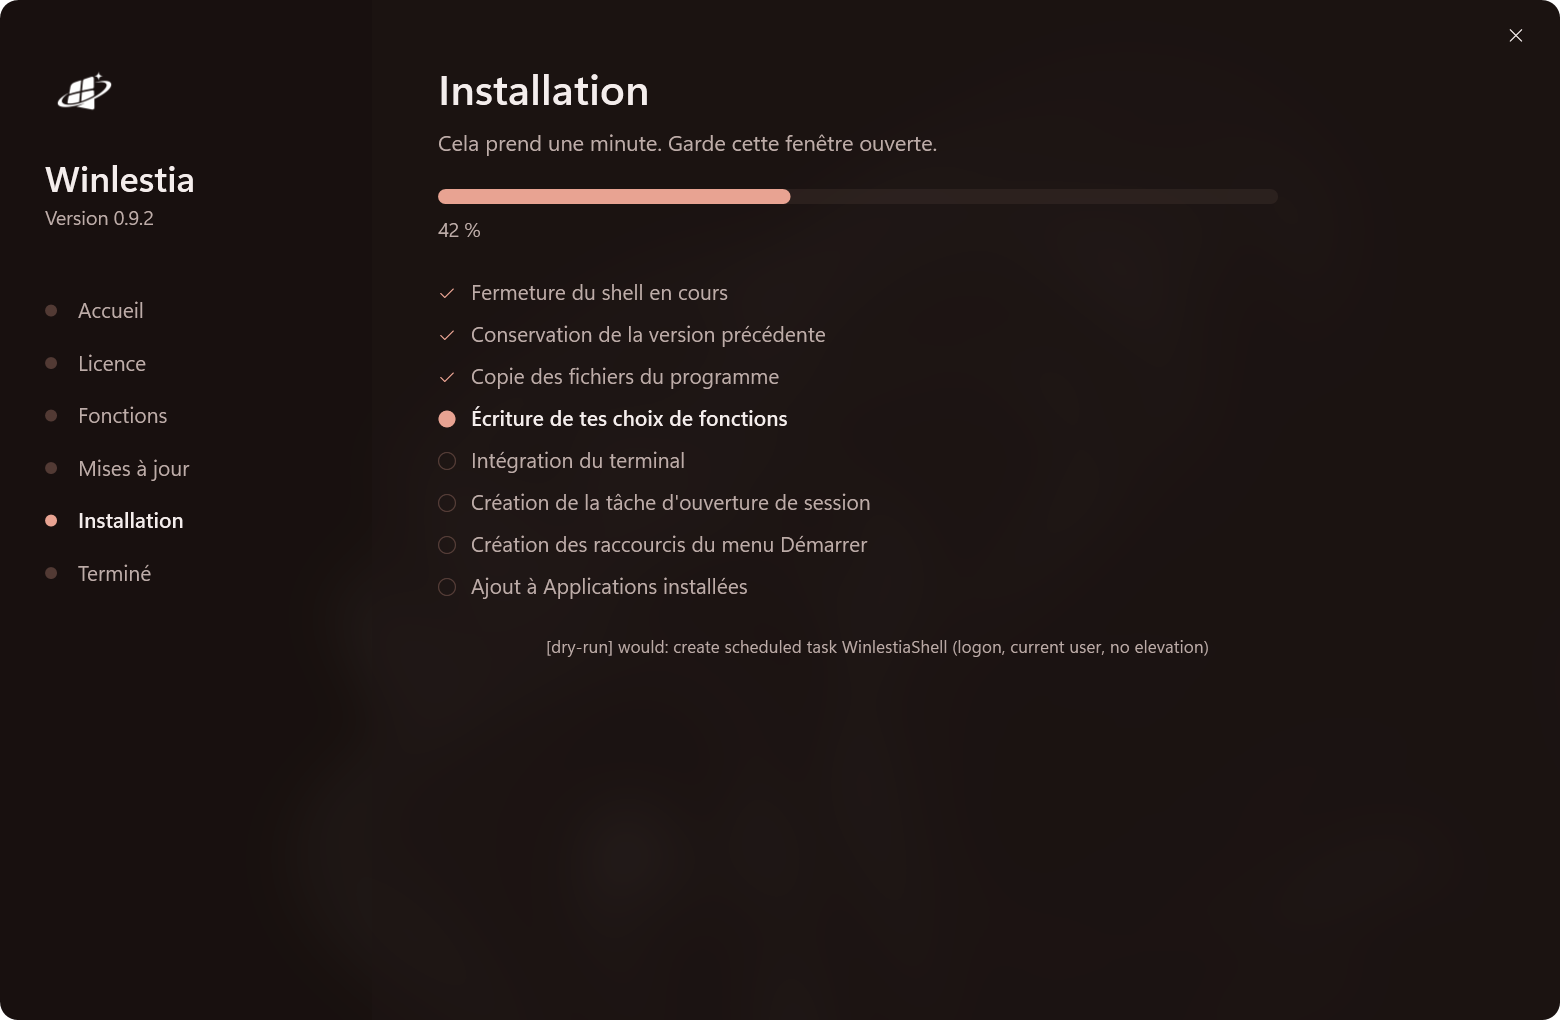 Winlestia
Version 0.9.2
Accueil
Licence
Fonctions
Mises à jour
Installation
Terminé
Installation
Cela prend une minute. Garde cette fenêtre ouverte.
42 %
Fermeture du shell en cours
Conservation de la version précédente
Copie des fichiers du programme
Écriture de tes choix de fonctions
Intégration du terminal
Création de la tâche d'ouverture de session
Création des raccourcis du menu Démarrer
Ajout à Applications installées
[dry-run] would: create scheduled task WinlestiaShell (logon, current user, no elevation)